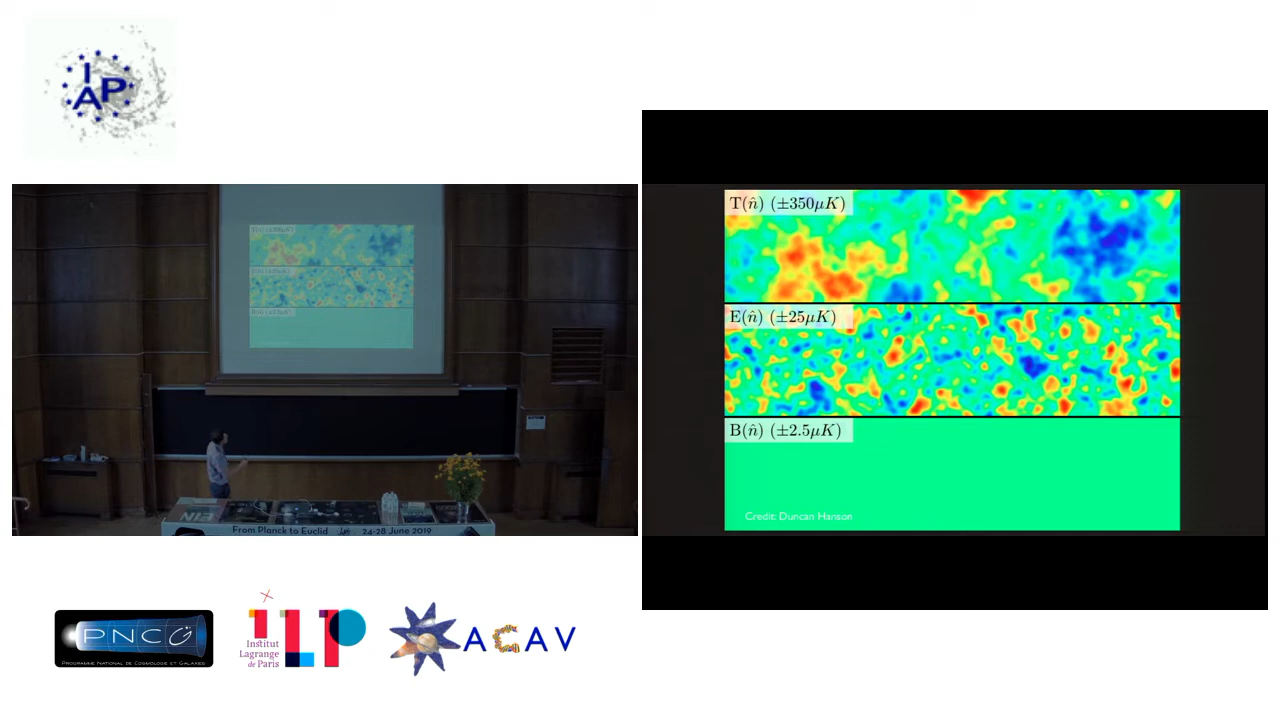 I
A P
T(n̂) (±350μK)
E(n̂) (±25μK)
B(n̂) (±2.5μK)
Credit: Duncan Hanson
From Planck to Euclid 24-28 June 2019
PNCG
PROGRAMME NATIONAL DE COSMOLOGIE ET GALAXIES
iLP
Institut
Lagrange
de Paris
ACAV